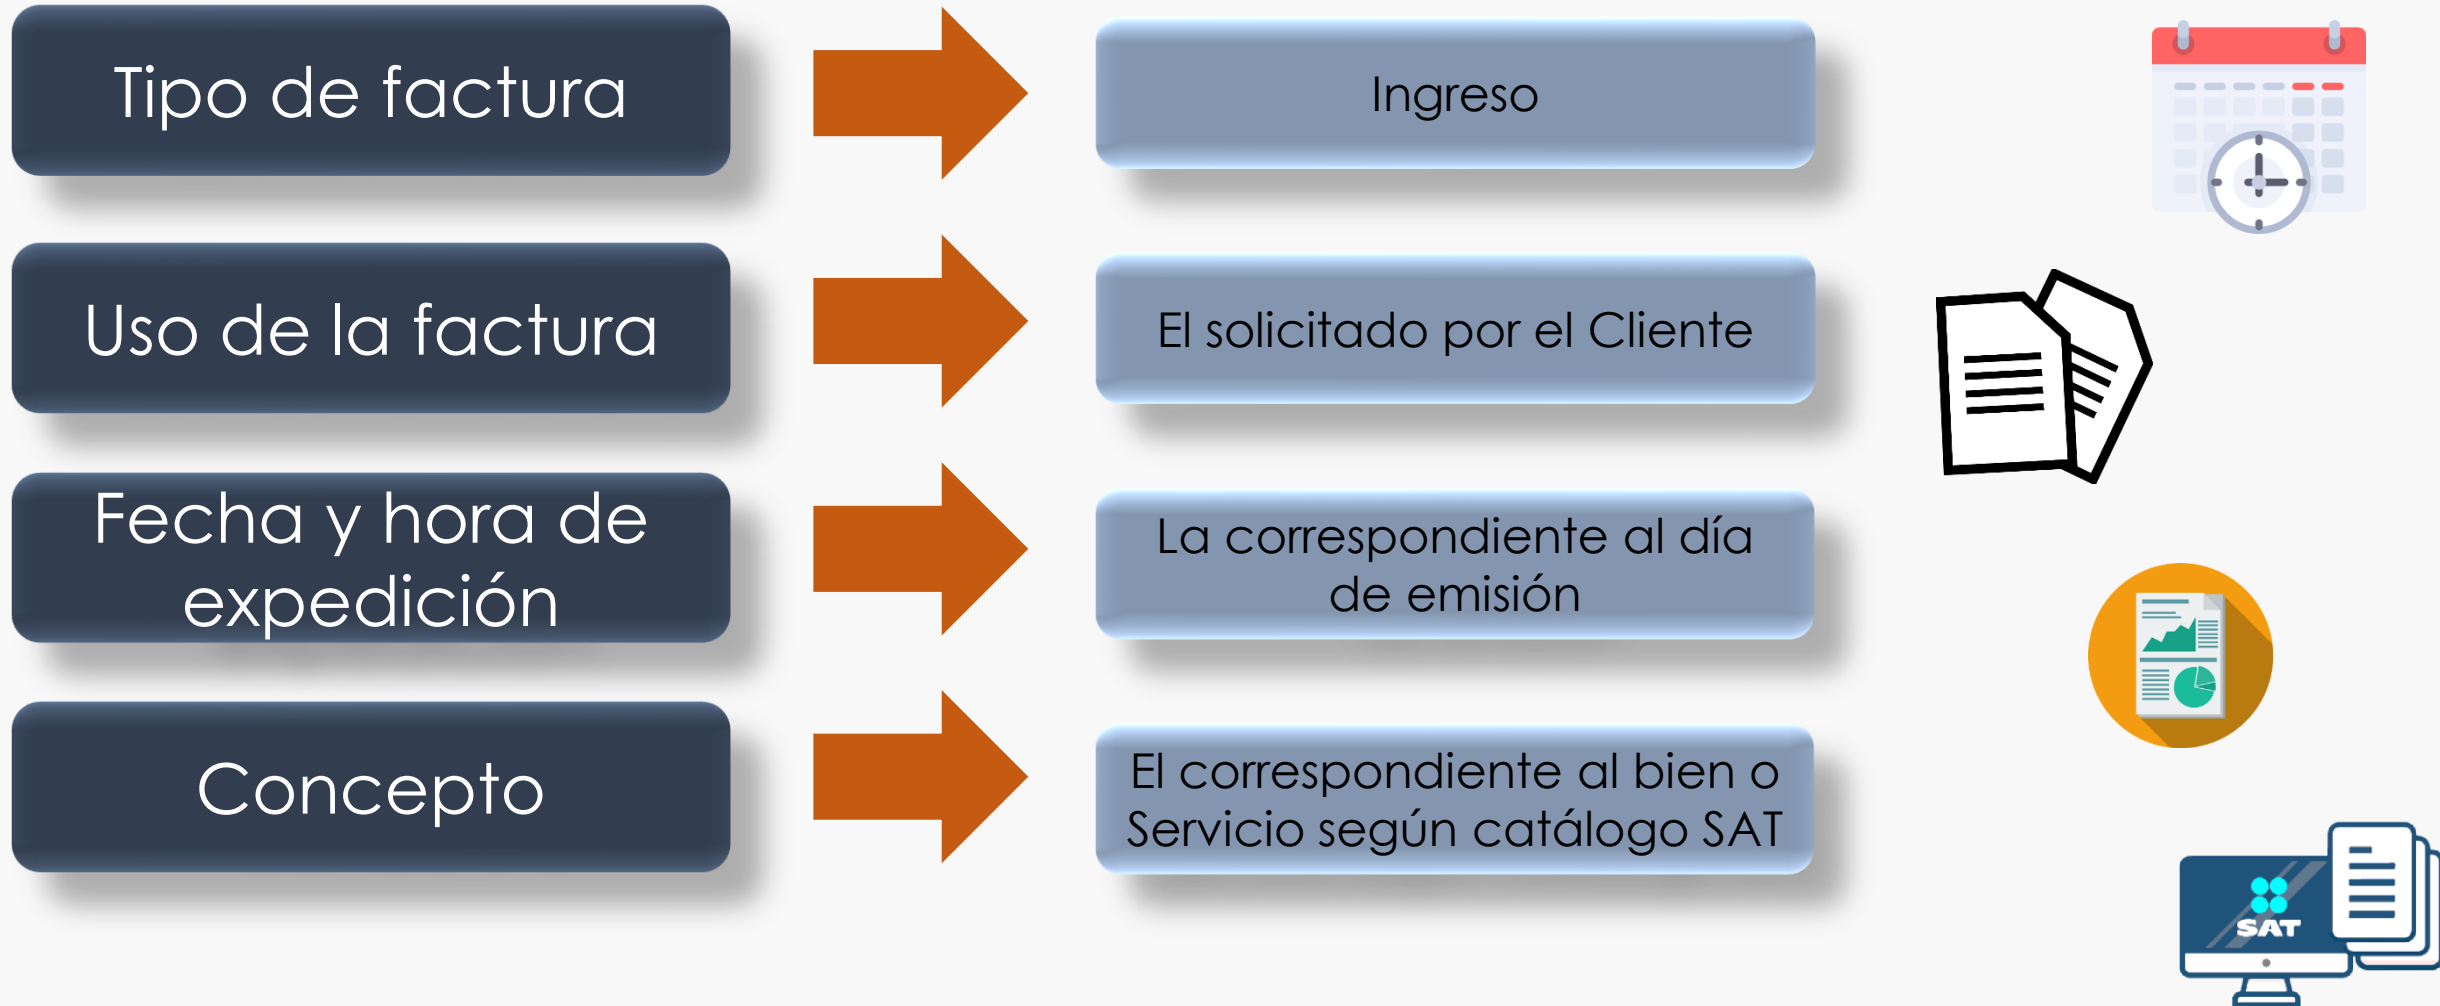 Tipo de factura
Ingreso
Uso de la factura
El solicitado por el Cliente
Fecha y hora de
expedición
La correspondiente al día
de emisión
Concepto
El correspondiente al bien o
Servicio según catálogo SAT
SAT